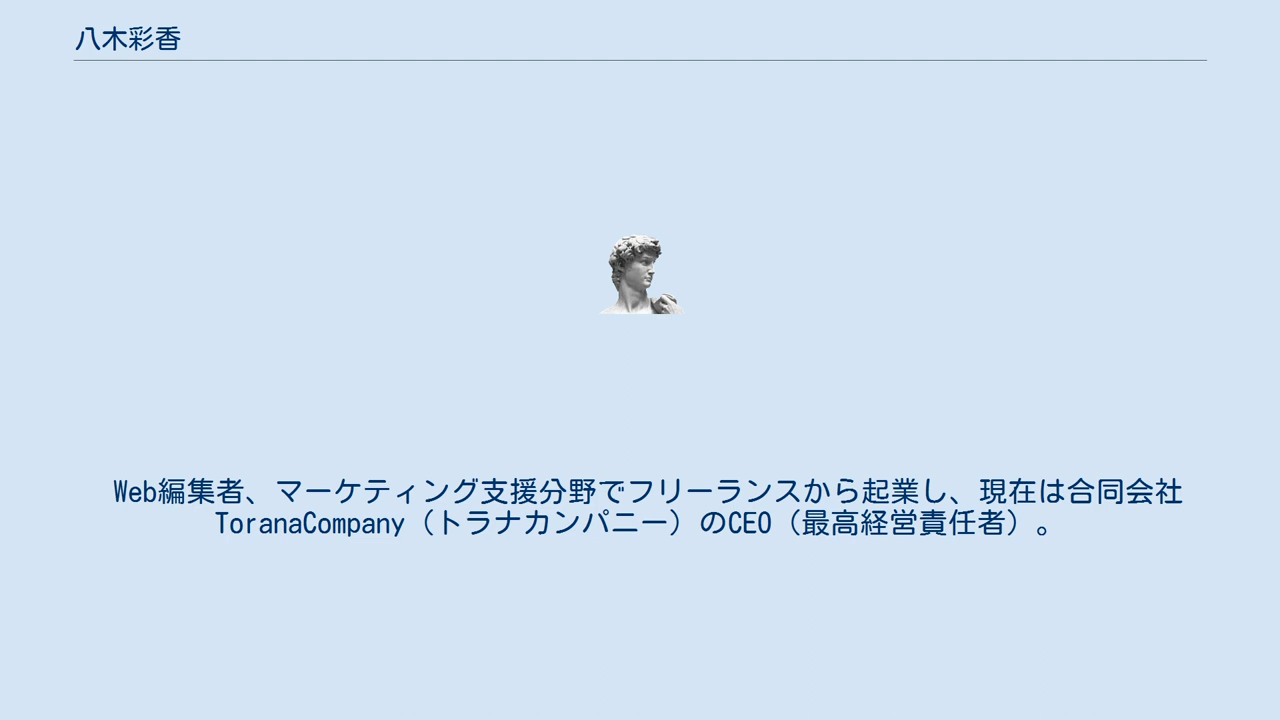 八木彩香
Web編集者、マーケティング支援分野でフリーランスから起業し、現在は合同会社
ToranaCompany（トラナカンパニー）のCEO（最高経営責任者）。